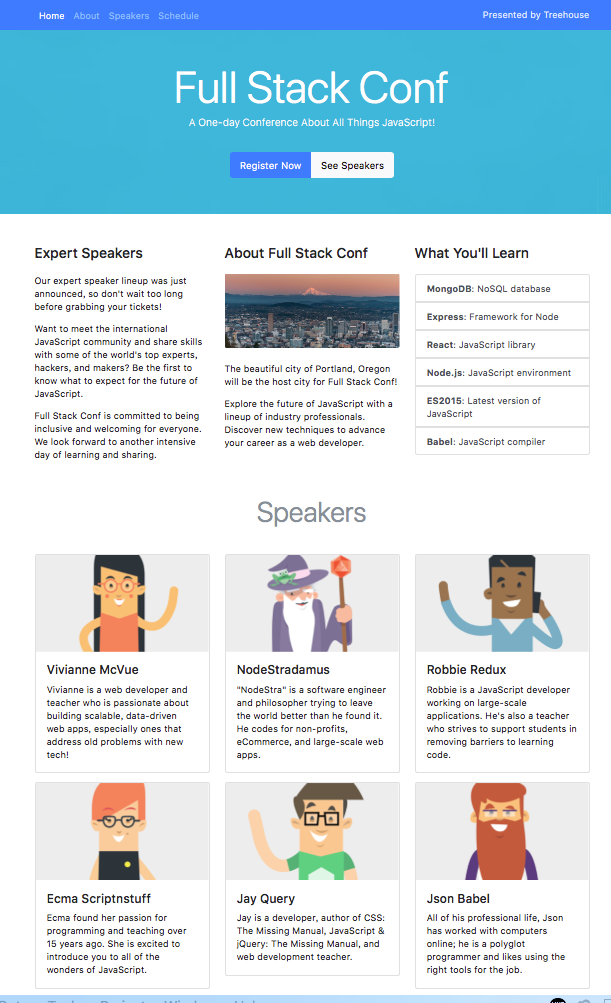 Home About Speakers Schedule
Presented by Treehouse
Full Stack Conf
A One-day Conference About All Things JavaScript!
Register Now
See Speakers
Expert Speakers
Our expert speaker lineup was just
announced, so don't wait too long
before grabbing your tickets!
Want to meet the international
JavaScript community and share skills
with some of the world's top experts,
hackers, and makers? Be the first to
know what to expect for the future of
JavaScript.
Full Stack Conf is committed to being
inclusive and welcoming for everyone.
We look forward to another intensive
day of learning and sharing.
About Full Stack Conf
The beautiful city of Portland, Oregon
will be the host city for Full Stack Conf!
Explore the future of JavaScript with a
lineup of industry professionals.
Discover new techniques to advance
your career as a web developer.
What You'll Learn
MongoDB: NoSQL database
Express: Framework for Node
React: JavaScript library
Node.js: JavaScript environment
ES2015: Latest version of
JavaScript
Babel: JavaScript compiler
Speakers
Vivianne McVue
Vivianne is a web developer and
teacher who is passionate about
building scalable, data-driven
web apps, especially ones that
address old problems with new
tech!
NodeStradamus
"NodeStra" is a software engineer
and philosopher trying to leave
the world better than he found it.
He codes for non-profits,
eCommerce, and large-scale web
apps.
Robbie Redux
Robbie is a JavaScript developer
working on large-scale
applications. He's also a teacher
who strives to support students in
removing barriers to learning
code.
Ecma Scriptnstuff
Ecma found her passion for
programming and teaching over
15 years ago. She is excited to
introduce you to all of the
wonders of JavaScript.
Jay Query
Jay is a developer, author of CSS:
The Missing Manual, JavaScript &
jQuery: The Missing Manual, and
web development teacher.
Json Babel
All of his professional life, Json
has worked with computers
online; he is a polyglot
programmer and likes using the
right tools for the job.